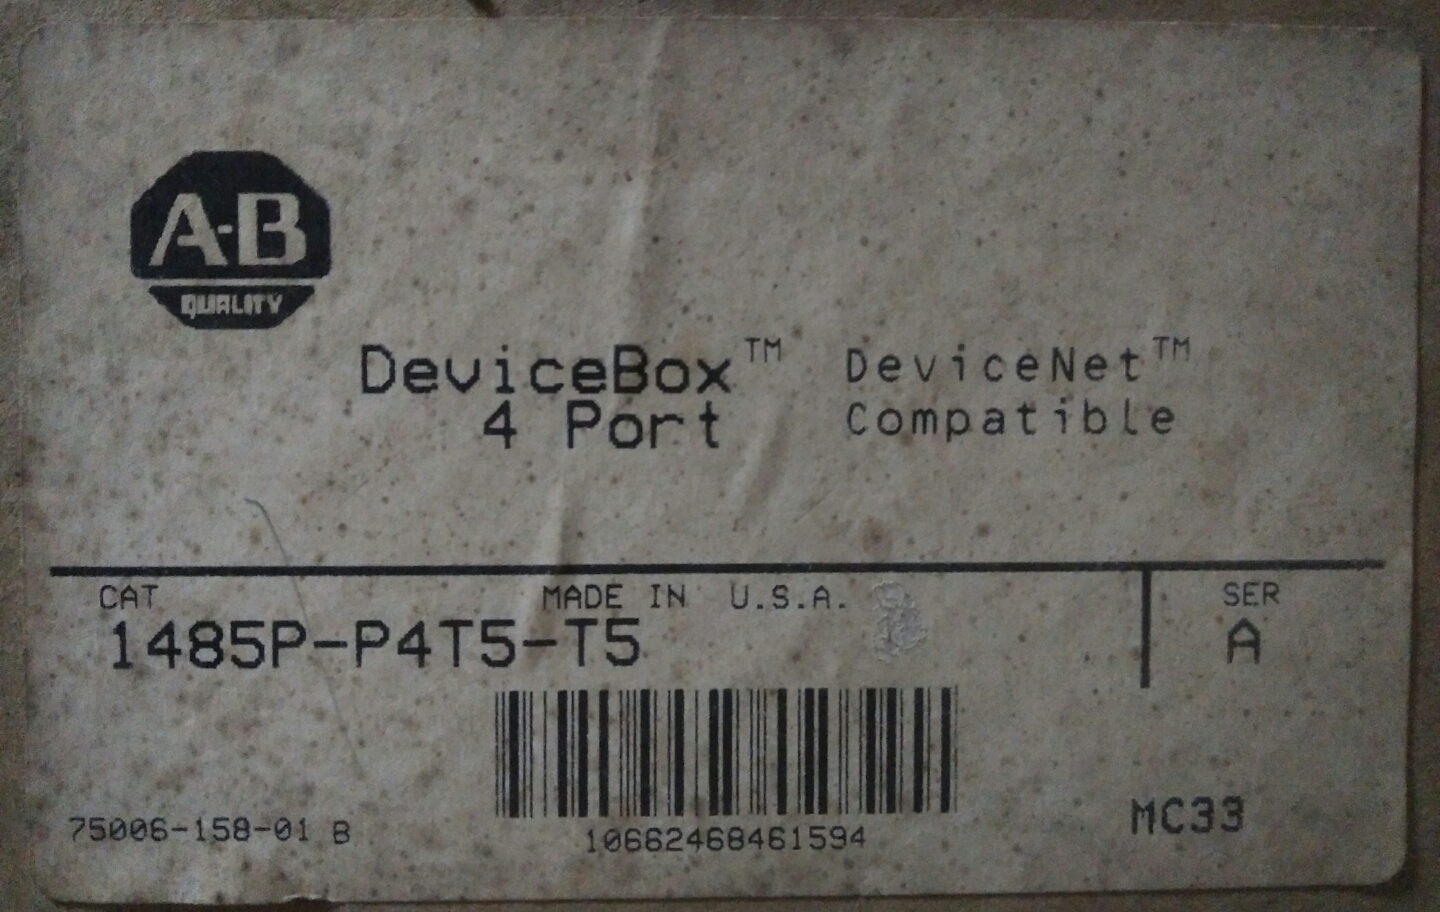 A-B
QUALITY
DeviceBox™ DeviceNet™
4 Port Compatible
CAT MADE IN U.S.A. SER
1485P-P4T5-T5 A
75006-158-01 B 10662468461594 MC33